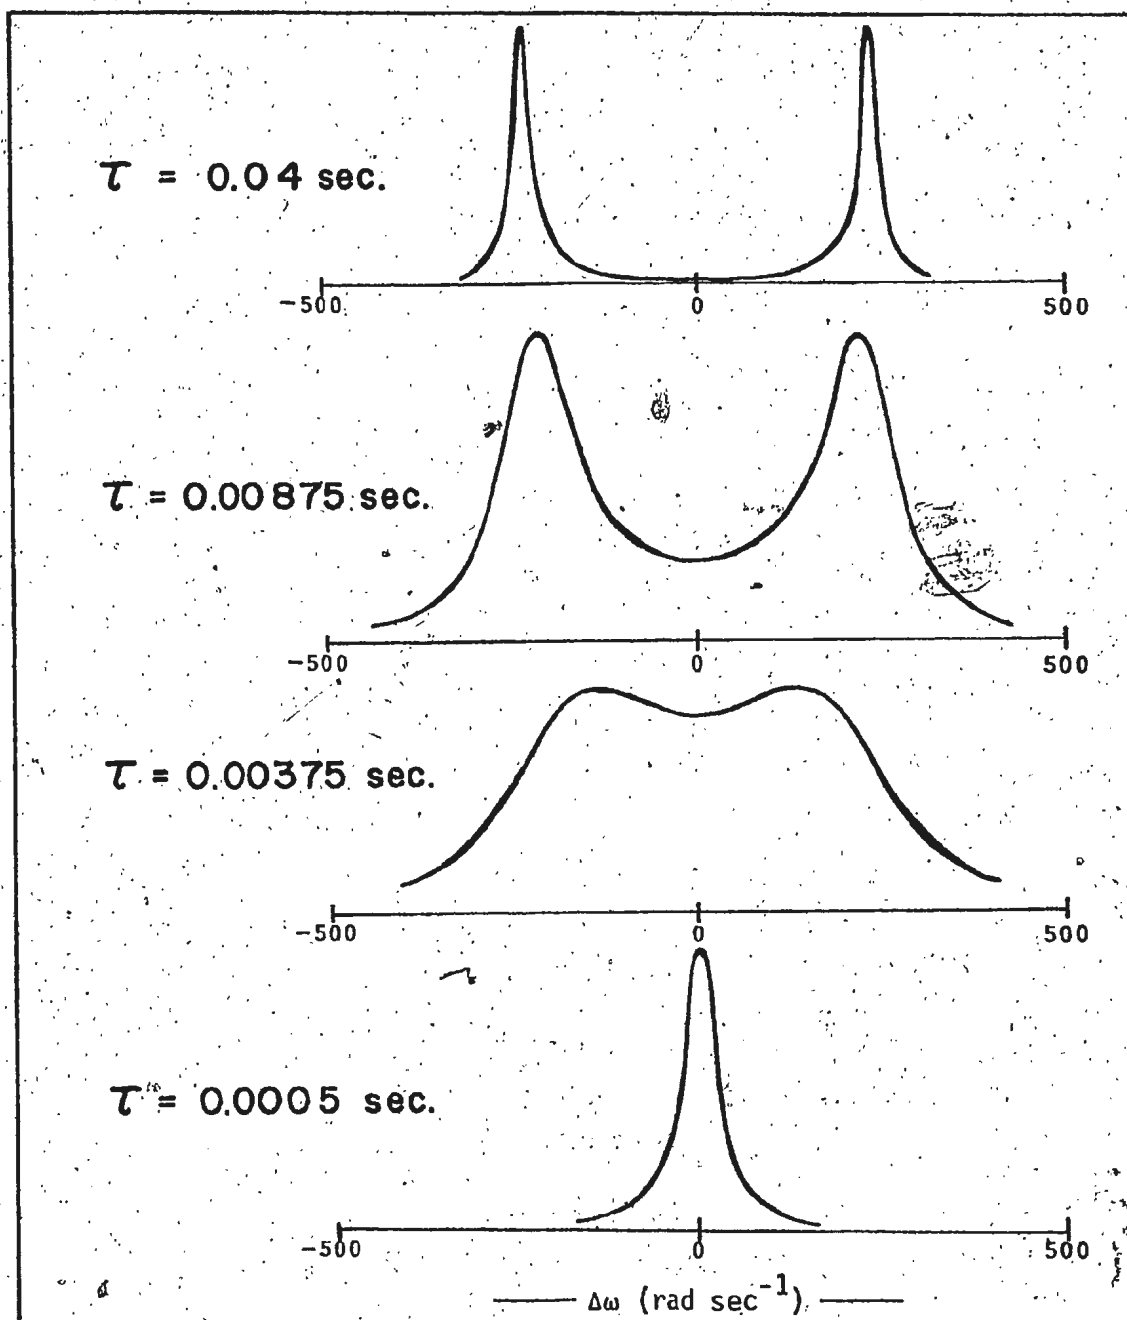 τ = 0.04 sec.
-500 0 500
τ = 0.00875 sec.
-500 0 500
τ = 0.00375 sec.
-500 0 500
τ = 0.0005 sec.
-500 0 500
Δω (rad sec⁻¹)